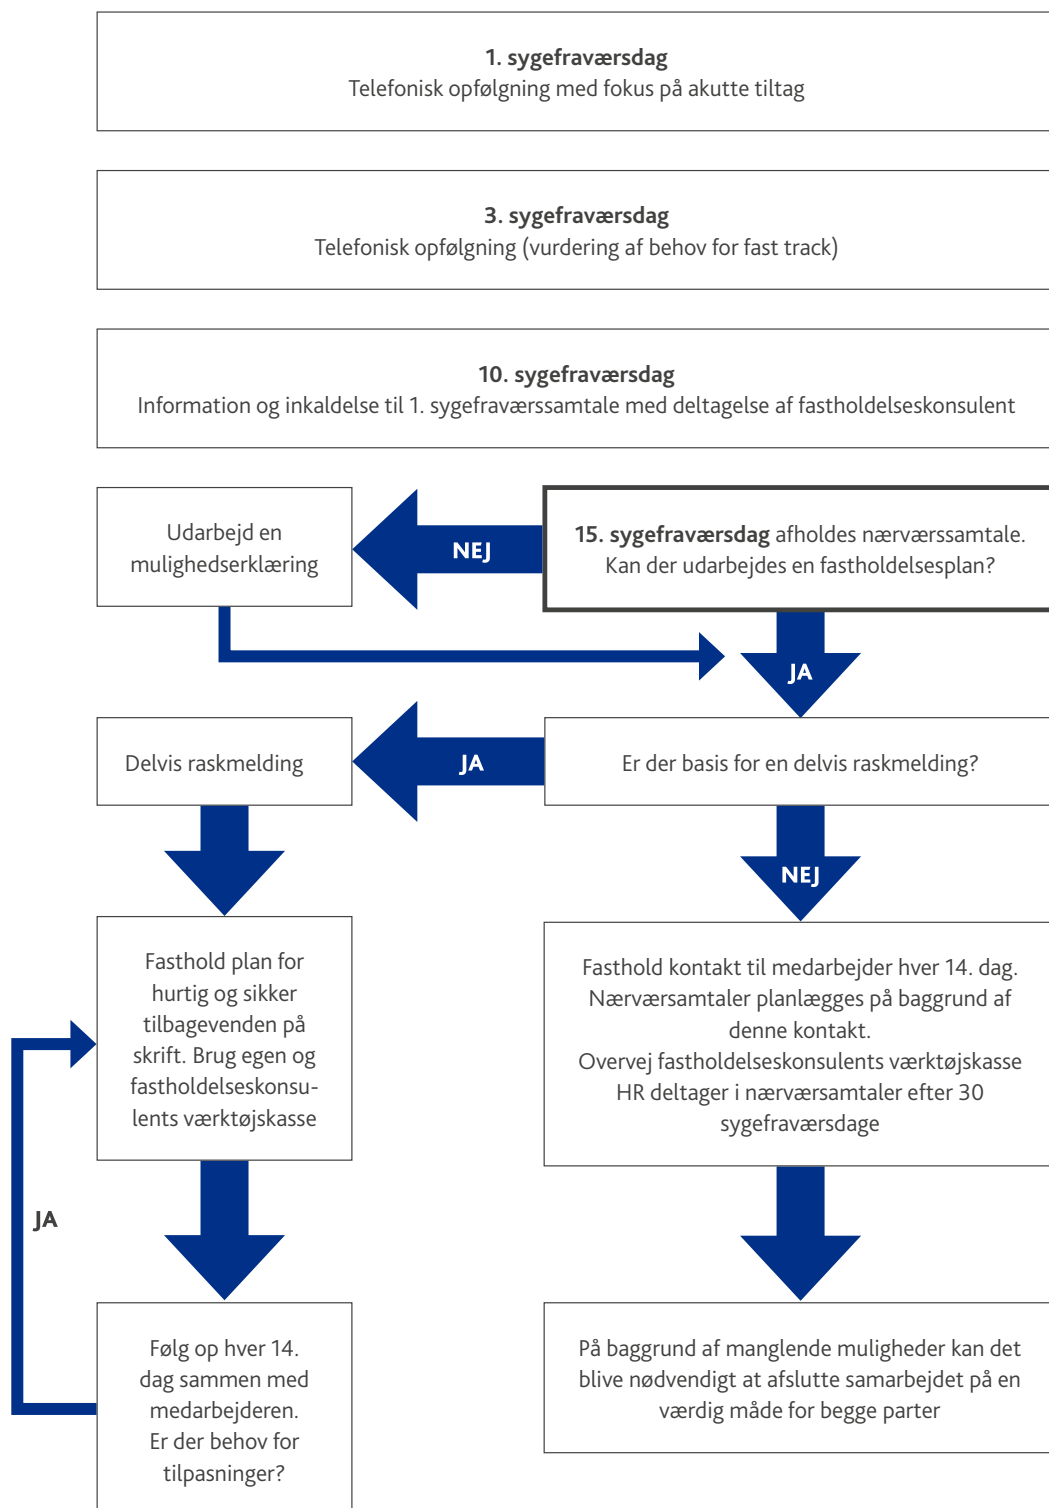 1. sygefraværsdag
Telefonisk opfølgning med fokus på akutte tiltag
3. sygefraværsdag
Telefonisk opfølgning (vurdering af behov for fast track)
10. sygefraværsdag
Information og inkaldelse til 1. sygefraværssamtale med deltagelse af fastholdelseskonsulent
15. sygefraværsdag afholdes nærværssamtale.
Kan der udarbejdes en fastholdelsesplan?
NEJ
Udarbejd en
mulighedserklæring
JA
Er der basis for en delvis raskmelding?
JA
Delvis raskmelding
NEJ
Fasthold plan for
hurtig og sikker
tilbagevenden på
skrift. Brug egen og
fastholdelseskonsu-
lents værktøjskasse
Fasthold kontakt til medarbejder hver 14. dag.
Nærværsamtaler planlægges på baggrund af
denne kontakt.
Overvej fastholdelseskonsulents værktøjskasse
HR deltager i nærværsamtaler efter 30
sygefraværsdage
JA
Følg op hver 14.
dag sammen med
medarbejderen.
Er der behov for
tilpasninger?
På baggrund af manglende muligheder kan det
blive nødvendigt at afslutte samarbejdet på en
værdig måde for begge parter